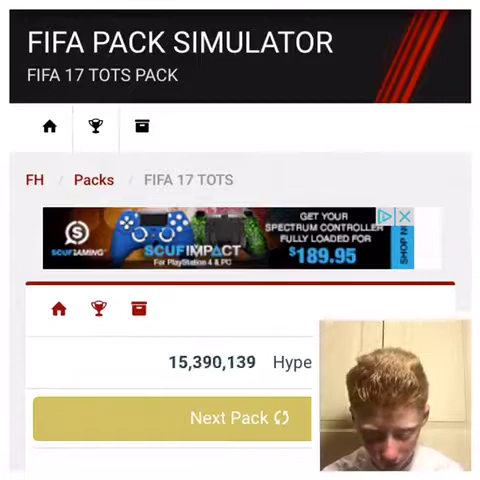 FIFA PACK SIMULATOR
FIFA 17 TOTS PACK
FH / Packs / FIFA 17 TOTS
S
SCUFGAMING
SCUF IMPACT
For PlayStation 4 & PC
GET YOUR
SPECTRUM CONTROLLER
FULLY LOADED FOR
$189.95
SHOP
15,390,139 Hype
Next Pack